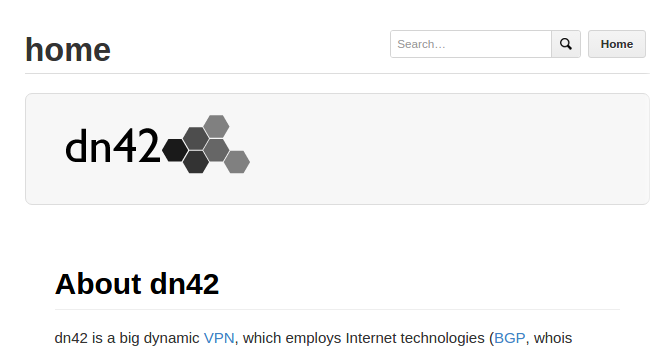 home
Search…
Home
dn42
About dn42
dn42 is a big dynamic VPN, which employs Internet technologies (BGP, whois